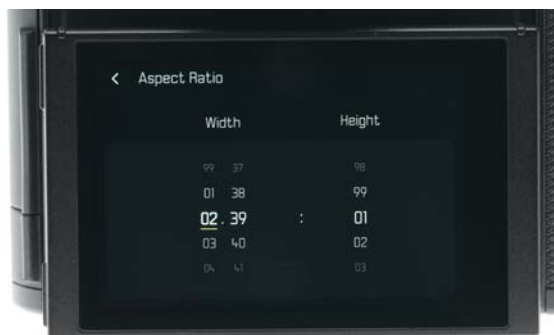 < Aspect Ratio
Width Height
99 37 98
01 38 99
02 . 39 : 01
03 40 02
04 41 03